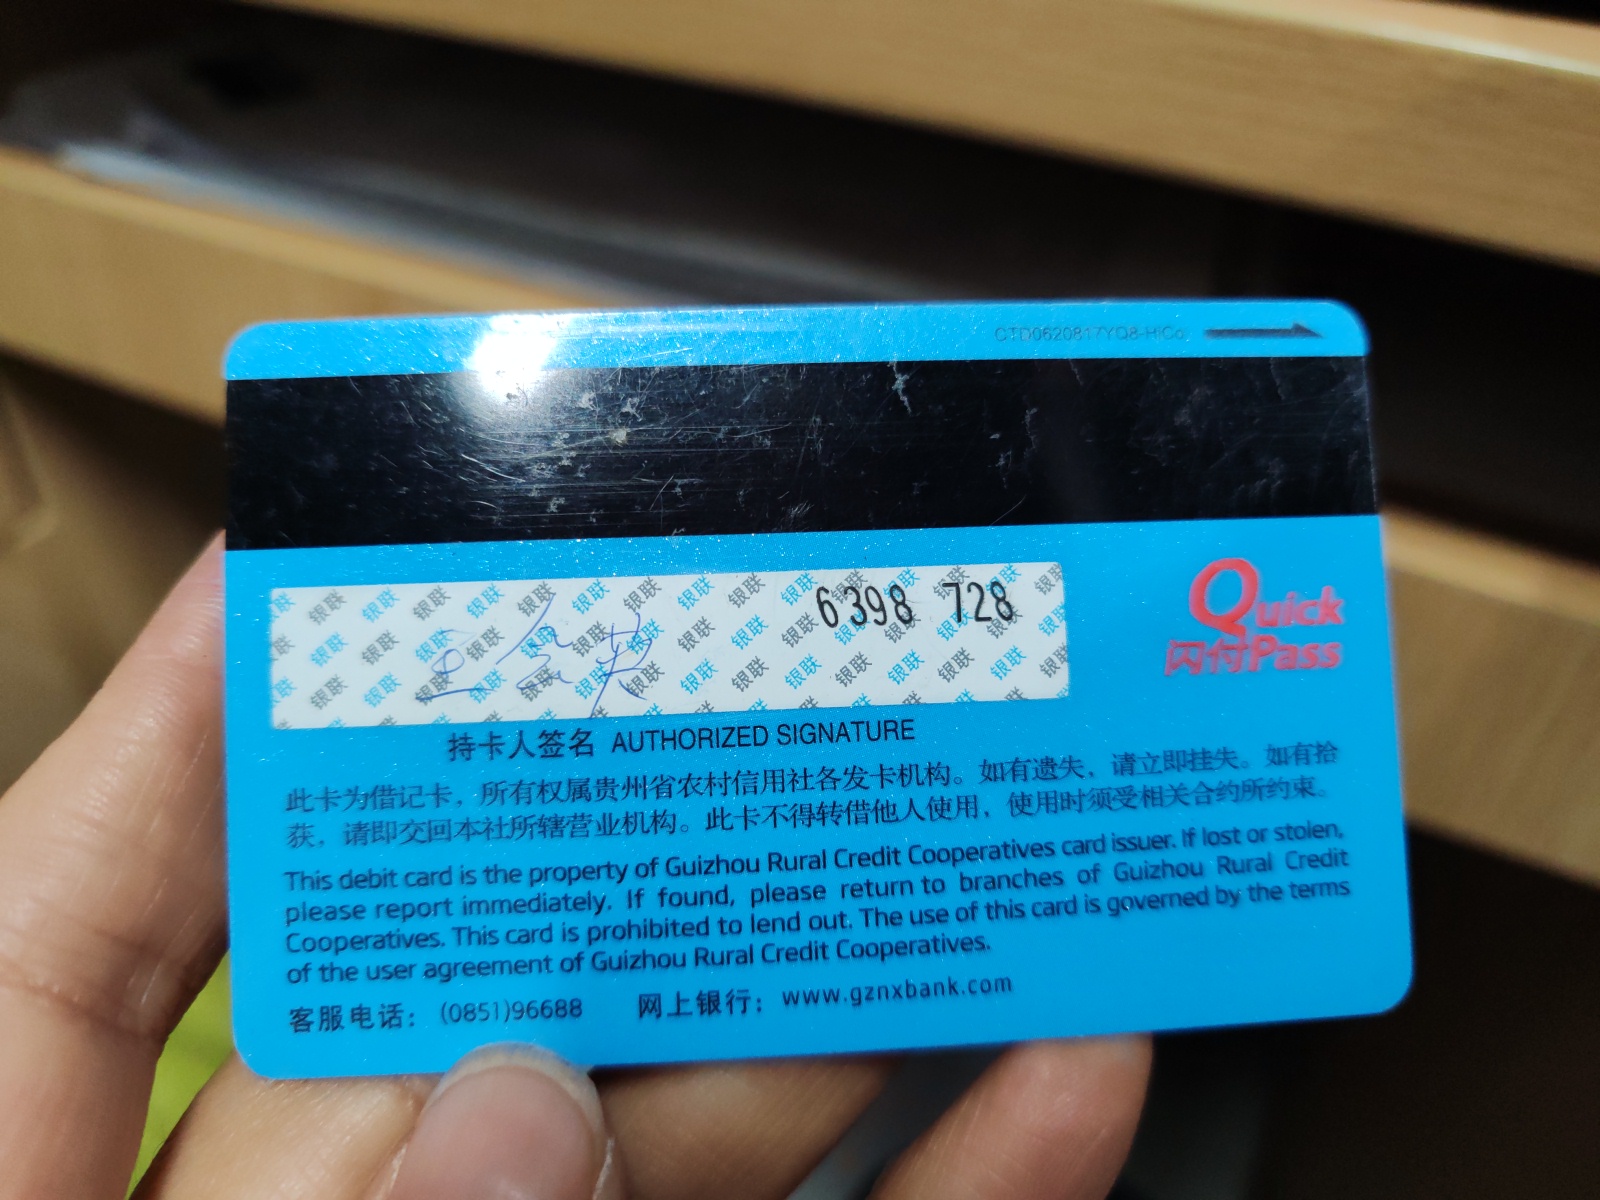 CTD0620817YQ8-HiCo
6398 728
Quick
闪付Pass
持卡人签名 AUTHORIZED SIGNATURE
此卡为借记卡，所有权属贵州省农村信用社各发卡机构。如有遗失，请立即挂失。如有拾
获，请即交回本社所辖营业机构。此卡不得转借他人使用，使用时须受相关合约所约束。
This debit card is the property of Guizhou Rural Credit Cooperatives card issuer. If lost or stolen,
please report immediately. If found, please return to branches of Guizhou Rural Credit
Cooperatives. This card is prohibited to lend out. The use of this card is governed by the terms
of the user agreement of Guizhou Rural Credit Cooperatives.
客服电话：(0851)96688 网上银行：www.gznxbank.com